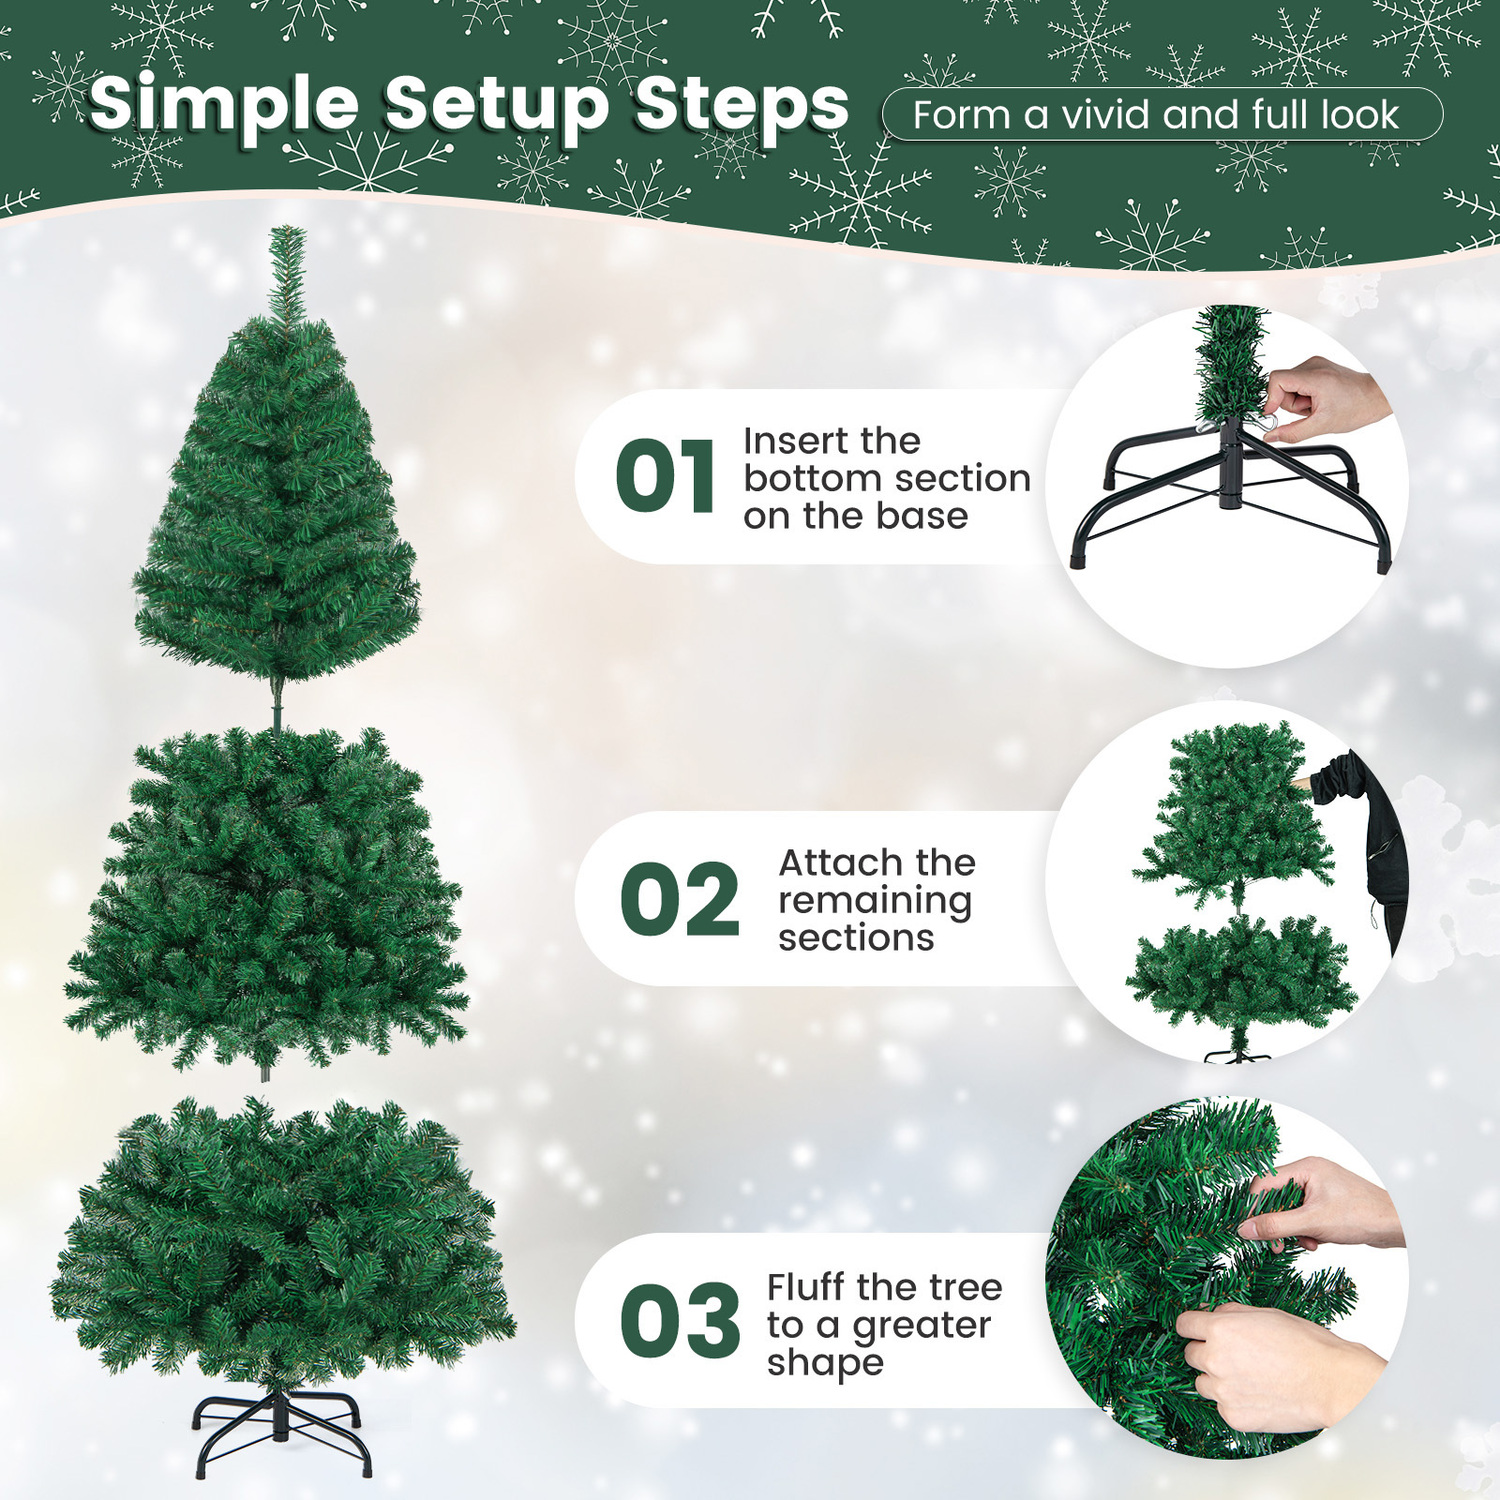 Simple Setup Steps
Form a vivid and full look
01
Insert the
bottom section
on the base
02
Attach the
remaining
sections
03
Fluff the tree
to a greater
shape